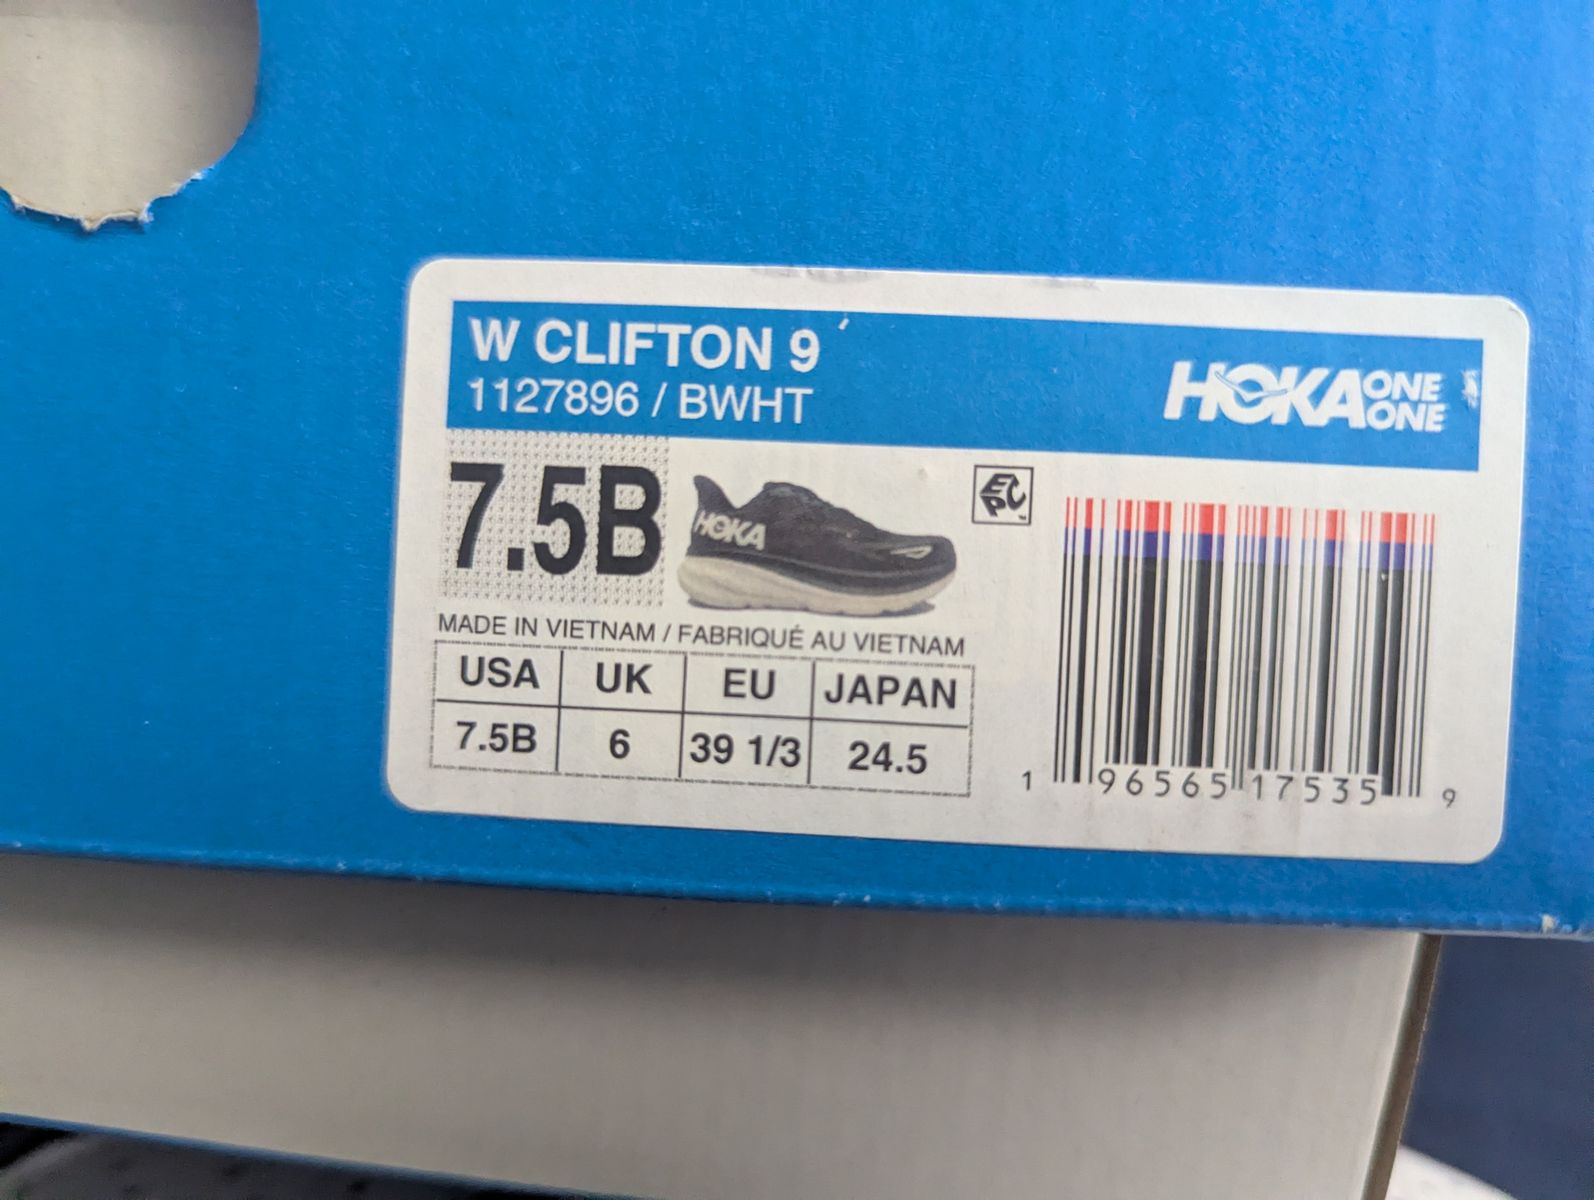 W CLIFTON 9
1127896 / BWHT
HOKA ONE ONE
7.5B
HOKA
EPC
MADE IN VIETNAM / FABRIQUÉ AU VIETNAM
USA UK EU JAPAN
7.5B 6 39 1/3 24.5
1 96565 17535 9